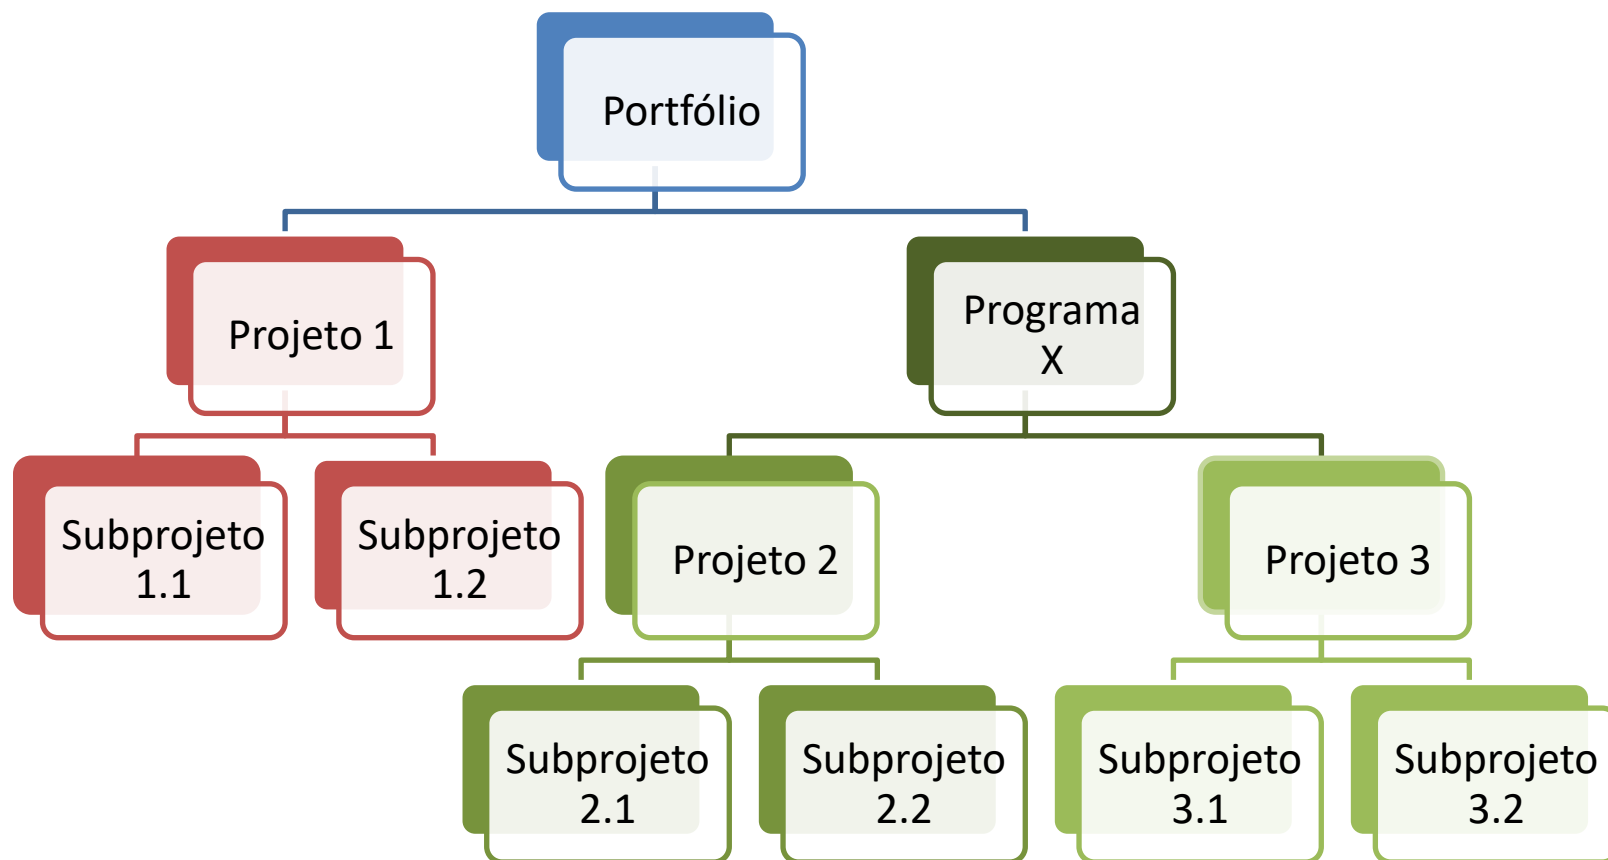 Portfólio
Projeto 1
Programa
X
Subprojeto
1.1
Subprojeto
1.2
Projeto 2
Projeto 3
Subprojeto
2.1
Subprojeto
2.2
Subprojeto
3.1
Subprojeto
3.2